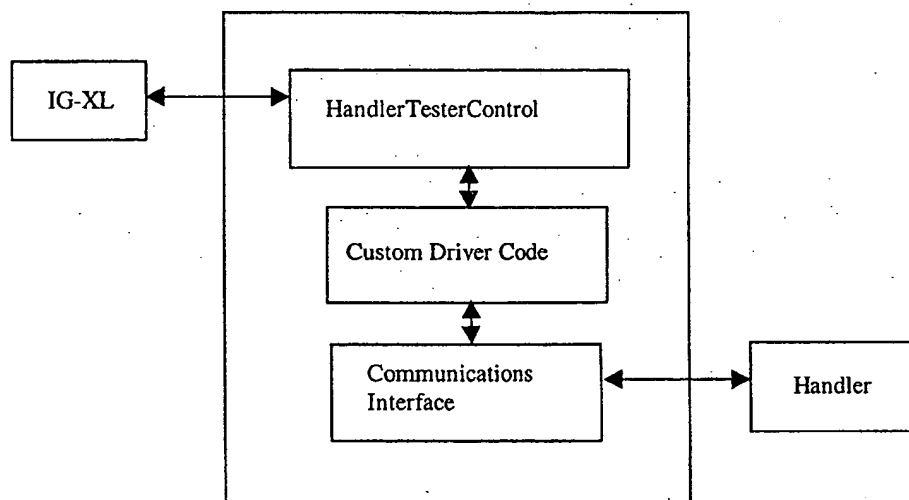 IG-XL
HandlerTesterControl
Custom Driver Code
Communications
Interface
Handler